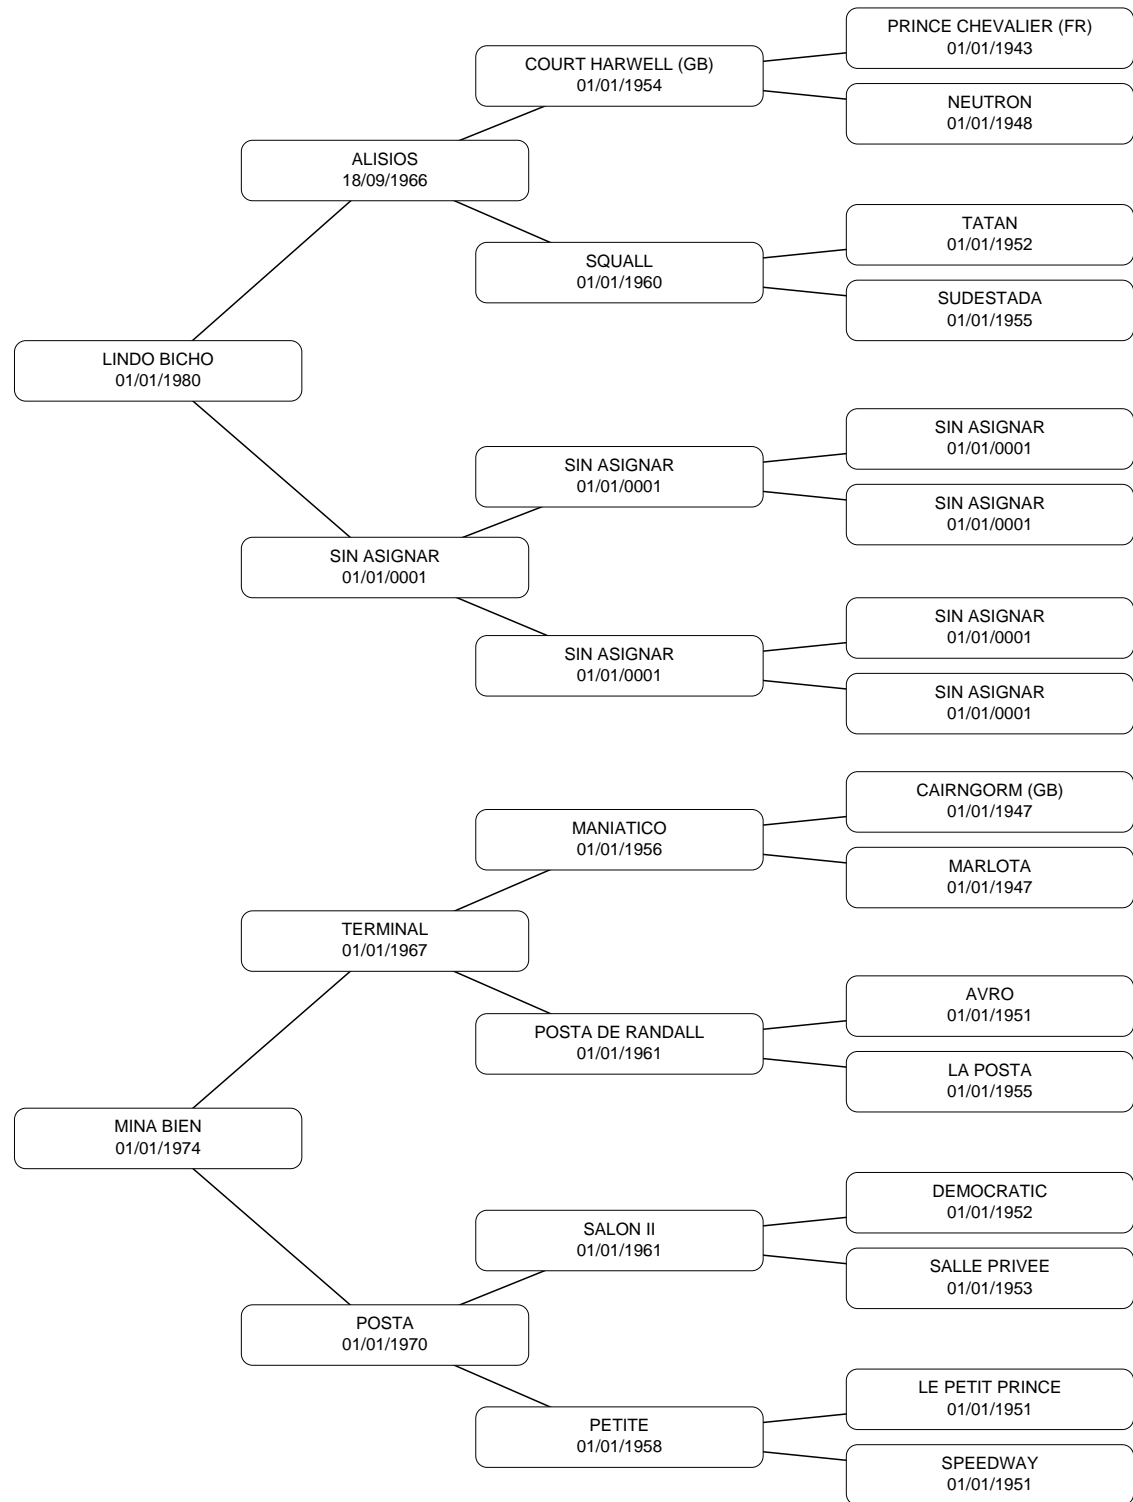 PRINCE CHEVALIER (FR)
01/01/1943
COURT HARWELL (GB)
01/01/1954
NEUTRON
01/01/1948
ALISIOS
18/09/1966
TATAN
01/01/1952
SQUALL
01/01/1960
SUDESTADA
01/01/1955
LINDO BICHO
01/01/1980
SIN ASIGNAR
01/01/0001
SIN ASIGNAR
01/01/0001
SIN ASIGNAR
01/01/0001
SIN ASIGNAR
01/01/0001
SIN ASIGNAR
01/01/0001
SIN ASIGNAR
01/01/0001
SIN ASIGNAR
01/01/0001
CAIRNGORM (GB)
01/01/1947
MANIATICO
01/01/1956
MARLOTA
01/01/1947
TERMINAL
01/01/1967
AVRO
01/01/1951
POSTA DE RANDALL
01/01/1961
LA POSTA
01/01/1955
MINA BIEN
01/01/1974
DEMOCRATIC
01/01/1952
SALON II
01/01/1961
SALLE PRIVEE
01/01/1953
POSTA
01/01/1970
LE PETIT PRINCE
01/01/1951
PETITE
01/01/1958
SPEEDWAY
01/01/1951